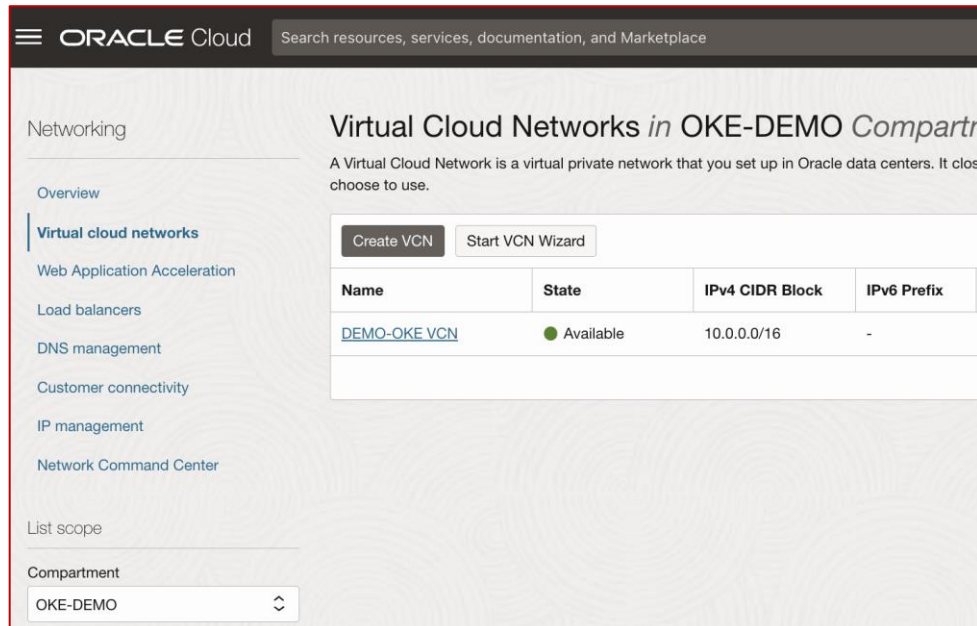 ORACLE Cloud
Search resources, services, documentation, and Marketplace
Networking
Overview
Virtual cloud networks
Web Application Acceleration
Load balancers
DNS management
Customer connectivity
IP management
Network Command Center
List scope
Compartment
OKE-DEMO
Virtual Cloud Networks in OKE-DEMO
A Virtual Cloud Network is a virtual private network that you set up in Oracle data centers. It
choose to use.
Create VCN Start VCN Wizard
Name State IPv4 CIDR Block IPv6 Prefix
DEMO-OKE VCN Available 10.0.0.0/16 -